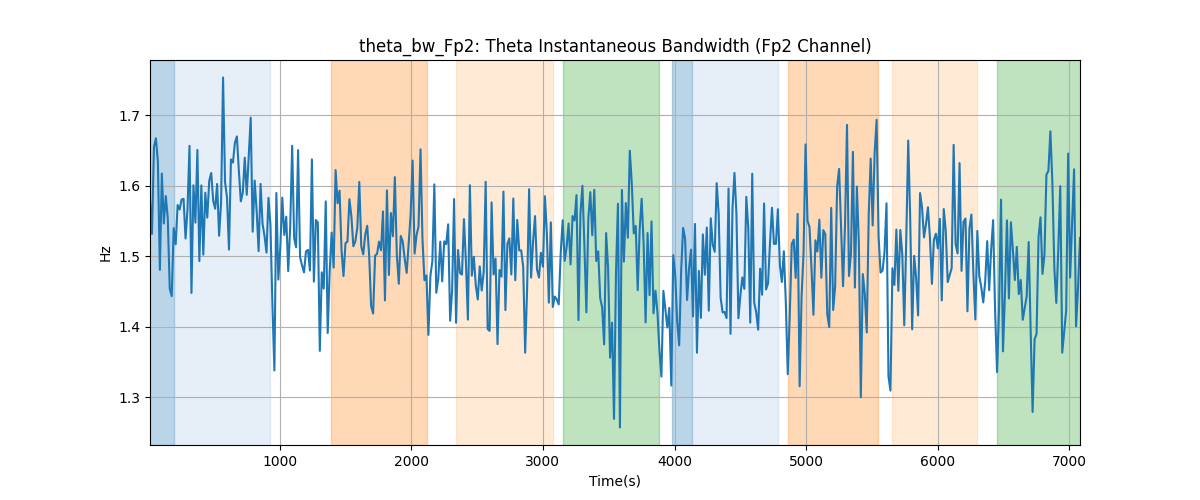 theta_bw_Fp2: Theta Instantaneous Bandwidth (Fp2 Channel)
Hz
1.7
1.6
1.5
1.4
1.3
1000 2000 3000 4000 5000 6000 7000
Time(s)